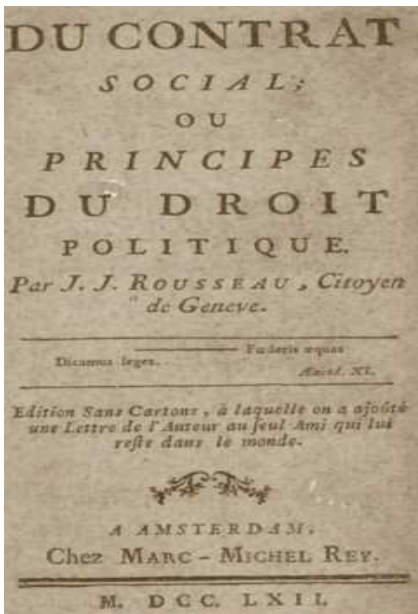 DU CONTRAT
SOCIAL;
OU
PRINCIPES
DU DROIT
POLITIQUE.
Par J. J. ROUSSEAU, Citoyen
de Geneve.
Fœderis æquas
Dicamus leges.
Æneid. XI.
Edition Sans Cartons, à laquelle on a ajoûté
une Lettre de l'Auteur au ſeul Ami qui lui
reſte dans le monde.
A AMSTERDAM,
Chez MARC-MICHEL REY.
M. DCC. LXII.